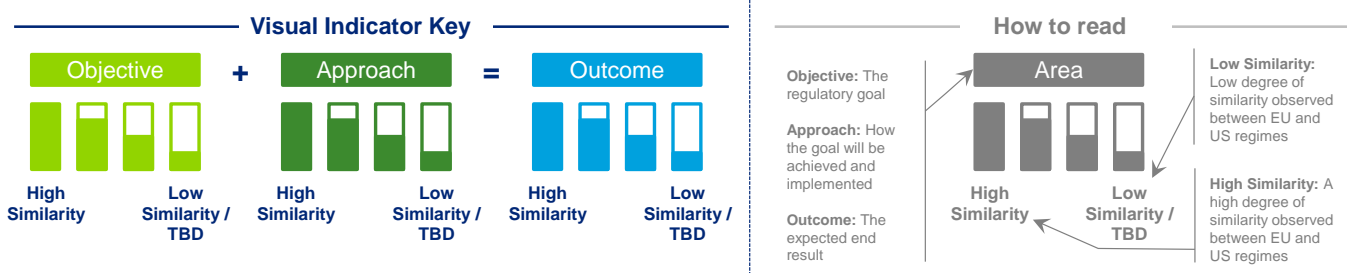 Visual Indicator Key
Objective
+
Approach
=
Outcome
High
Similarity
Low
Similarity /
TBD
High
Similarity
Low
Similarity /
TBD
High
Similarity
Low
Similarity /
TBD
How to read
Objective: The
regulatory goal
Approach: How
the goal will be
achieved and
implemented
Outcome: The
expected end
result
Area
High
Similarity
Low
Similarity /
TBD
Low Similarity:
Low degree of
similarity observed
between EU and
US regimes
High Similarity: A
high degree of
similarity observed
between EU and
US regimes